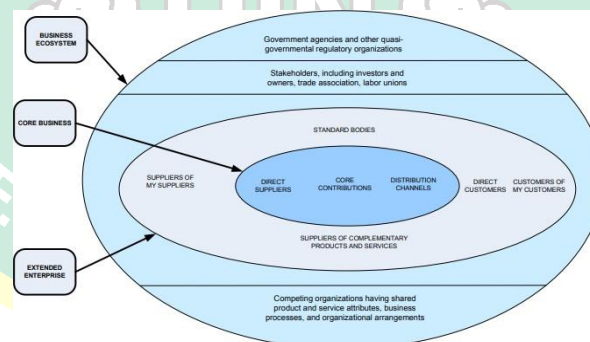 BUSINESS
ECOSYSTEM
Government agencies and other quasi-
governmental regulatory organizations
Stakeholders, including investors and
owners, trade association, labor unions
CORE BUSINESS
STANDARD BODIES
SUPPLIERS OF
MY SUPPLIERS
DIRECT
SUPPLIERS
CORE
CONTRIBUTIONS
DISTRIBUTION
CHANNELS
DIRECT
CUSTOMERS
CUSTOMERS OF
MY CUSTOMERS
SUPPLIERS OF COMPLEMENTARY
PRODUCTS AND SERVICES
EXTENDED
ENTERPRISE
Competing organizations having shared
product and service attributes, business
processes, and organizational arrangements